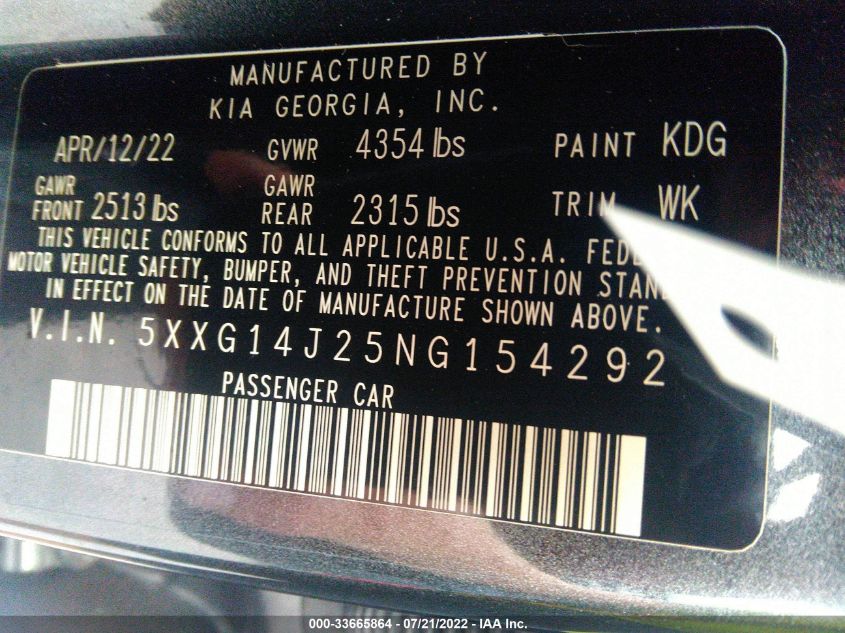 MANUFACTURED BY
KIA GEORGIA, INC.
APR/12/22 GVWR 4354 lbs PAINT KDG
GAWR FRONT 2513 lbs GAWR REAR 2315 lbs TRIM WK
THIS VEHICLE CONFORMS TO ALL APPLICABLE U.S.A.
MOTOR VEHICLE SAFETY, BUMPER, AND THEFT PREVENTION
IN EFFECT ON THE DATE OF MANUFACTURE SHOWN ABOVE.
V.I.N. 5XXG14J25NG154292
PASSENGER CAR
000-33665864 - 07/21/2022 - IAA Inc.